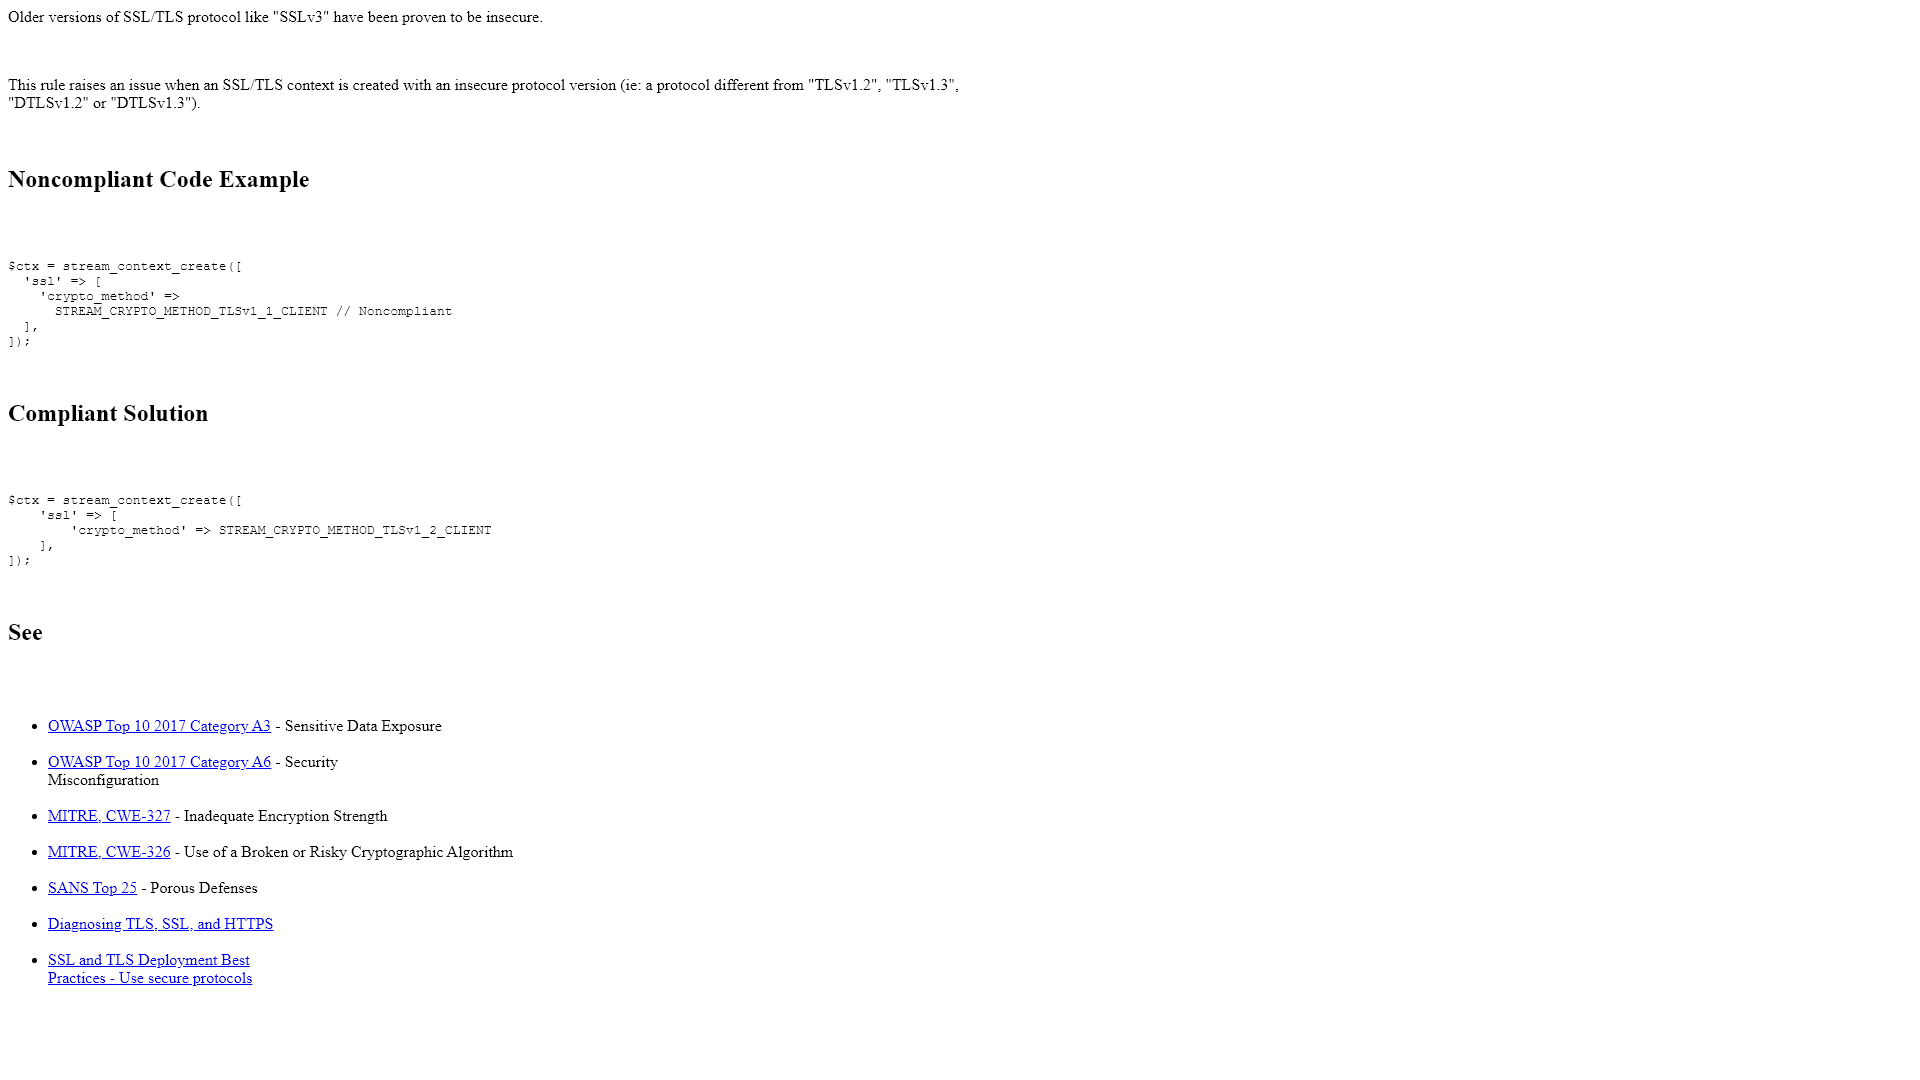 Older versions of SSL/TLS protocol like "SSLv3" have been proven to be insecure.
This rule raises an issue when an SSL/TLS context is created with an insecure protocol version (ie: a protocol different from "TLSv1.2", "TLSv1.3",
"DTLSv1.2" or "DTLSv1.3").
Noncompliant Code Example
$ctx = stream_context_create([
  'ssl' => [
    'crypto_method' =>
      STREAM_CRYPTO_METHOD_TLSv1_1_CLIENT // Noncompliant
  ],
]);
Compliant Solution
$ctx = stream_context_create([
    'ssl' => [
        'crypto_method' => STREAM_CRYPTO_METHOD_TLSv1_2_CLIENT
    ],
]);
See
• OWASP Top 10 2017 Category A3 - Sensitive Data Exposure
• OWASP Top 10 2017 Category A6 - Security
Misconfiguration
• MITRE, CWE-327 - Inadequate Encryption Strength
• MITRE, CWE-326 - Use of a Broken or Risky Cryptographic Algorithm
• SANS Top 25 - Porous Defenses
• Diagnosing TLS, SSL, and HTTPS
• SSL and TLS Deployment Best
Practices - Use secure protocols